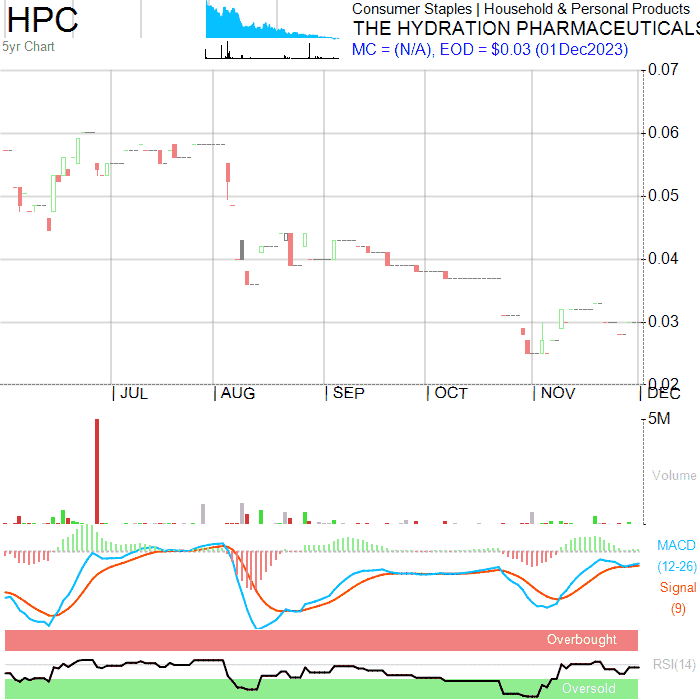 HPC
5yr Chart
Consumer Staples | Household & Personal Products
THE HYDRATION PHARMACEUTICALS
MC = (N/A), EOD = $0.03 (01Dec2023)
0.07
0.06
0.05
0.04
0.03
0.02
JUL AUG SEP OCT NOV DEC
5M
Volume
MACD
(12-26)
Signal
(9)
Overbought
RSI(14)
Oversold